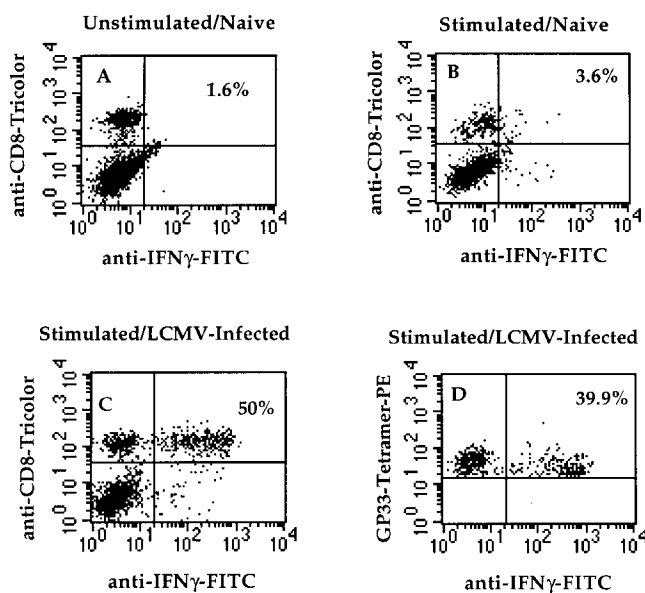 Unstimulated/Naive
anti-CD8-Tricolor
10^0 10^1 10^2 10^3 10^4
A
1.6%
10^0 10^1 10^2 10^3 10^4
anti-IFNγ-FITC
Stimulated/Naive
anti-CD8-Tricolor
10^0 10^1 10^2 10^3 10^4
B
3.6%
10^0 10^1 10^2 10^3 10^4
anti-IFNγ-FITC
Stimulated/LCMV-Infected
anti-CD8-Tricolor
10^0 10^1 10^2 10^3 10^4
C
50%
10^0 10^1 10^2 10^3 10^4
anti-IFNγ-FITC
Stimulated/LCMV-Infected
GP33-Tetramer-PE
10^0 10^1 10^2 10^3 10^4
D
39.9%
10^0 10^1 10^2 10^3 10^4
anti-IFNγ-FITC